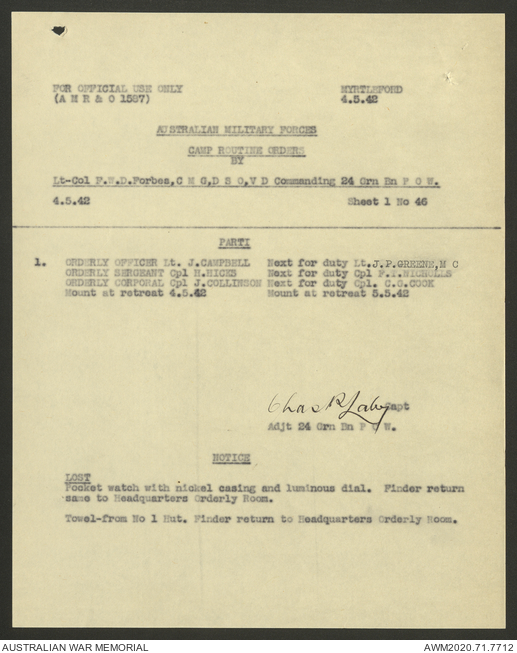 FOR OFFICIAL USE ONLY MYRTLEFORD
(A M R & O 1587) 4.5.42
AUSTRALIAN MILITARY FORCES
CAMP ROUTINE ORDERS
BY
Lt-Col F.W.D.Forbes,C M G,D S O,V D Commanding 24 Grn Bn P O W.
4.5.42 Sheet 1 No 46
PARTI
1. ORDERLY OFFICER Lt. J.CAMPBELL Next for duty Lt.J.P.GREENE,M C
ORDERLY SERGEANT Cpl H.HICKS Next for duty Cpl F.T.NICHOLLS
ORDERLY CORPORAL Cpl J.COLLINSON Next for duty Cpl. C.G.COOK
Mount at retreat 4.5.42 Mount at retreat 5.5.42
Chas R Capt
Adjt 24 Grn Bn P O W.
NOTICE
LOST
Pocket watch with nickel casing and luminous dial. Finder return
same to Headquarters Orderly Room.
Towel-from No 1 Hut. Finder return to Headquarters Orderly Room.
AUSTRALIAN WAR MEMORIAL AWM2020.71.7712